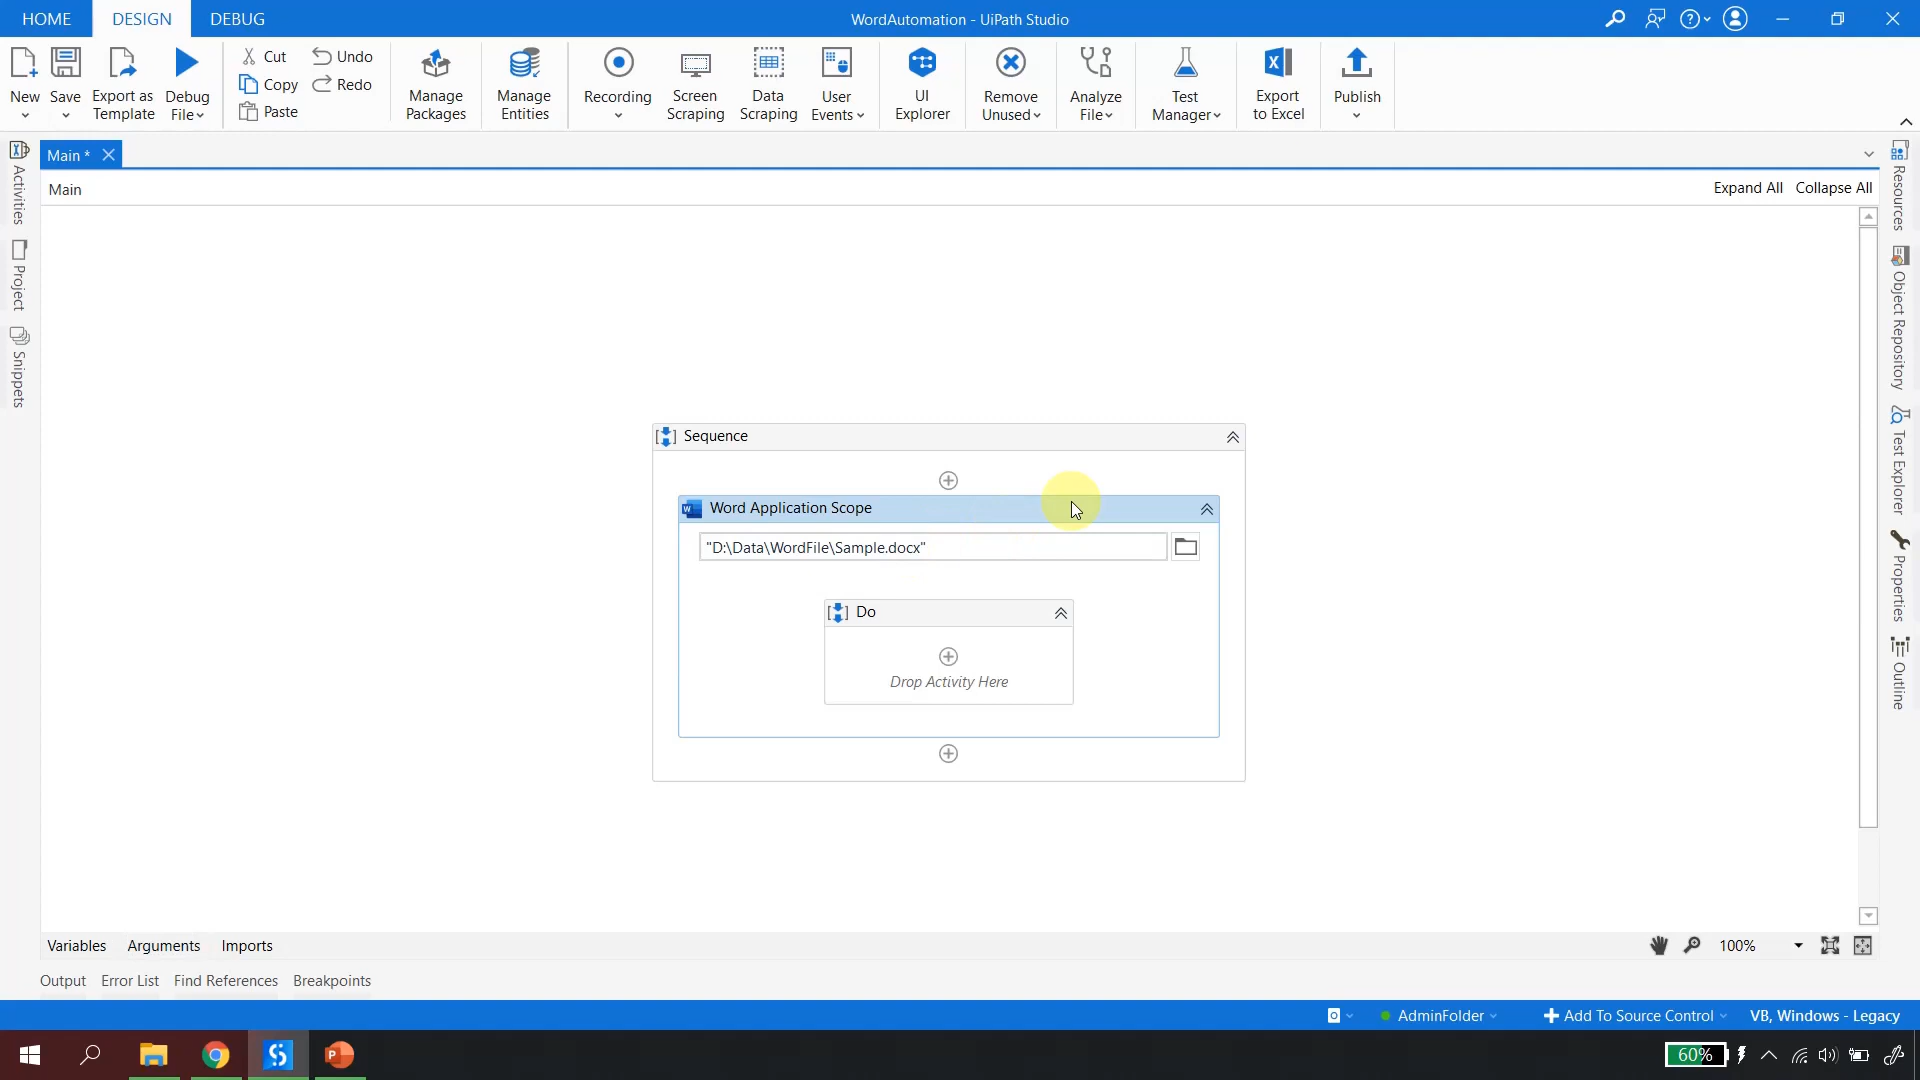 HOME DESIGN DEBUG
WordAutomation - UiPath Studio
New
Save
Export as
Template
Debug
File
Cut
Copy
Paste
Undo
Redo
Manage
Packages
Manage
Entities
Recording
Screen
Scraping
Data
Scraping
User
Events
UI
Explorer
Remove
Unused
Analyze
File
Test
Manager
Export
to Excel
Publish
Main *
Main
Expand All Collapse All
Activities
Project
Snippets
Resources
Object Repository
Test Explorer
Properties
Outline
Sequence
Word Application Scope
"D:\Data\WordFile\Sample.docx"
Do
Drop Activity Here
Variables Arguments Imports
100%
Output Error List Find References Breakpoints
AdminFolder
Add To Source Control
VB, Windows - Legacy
60%